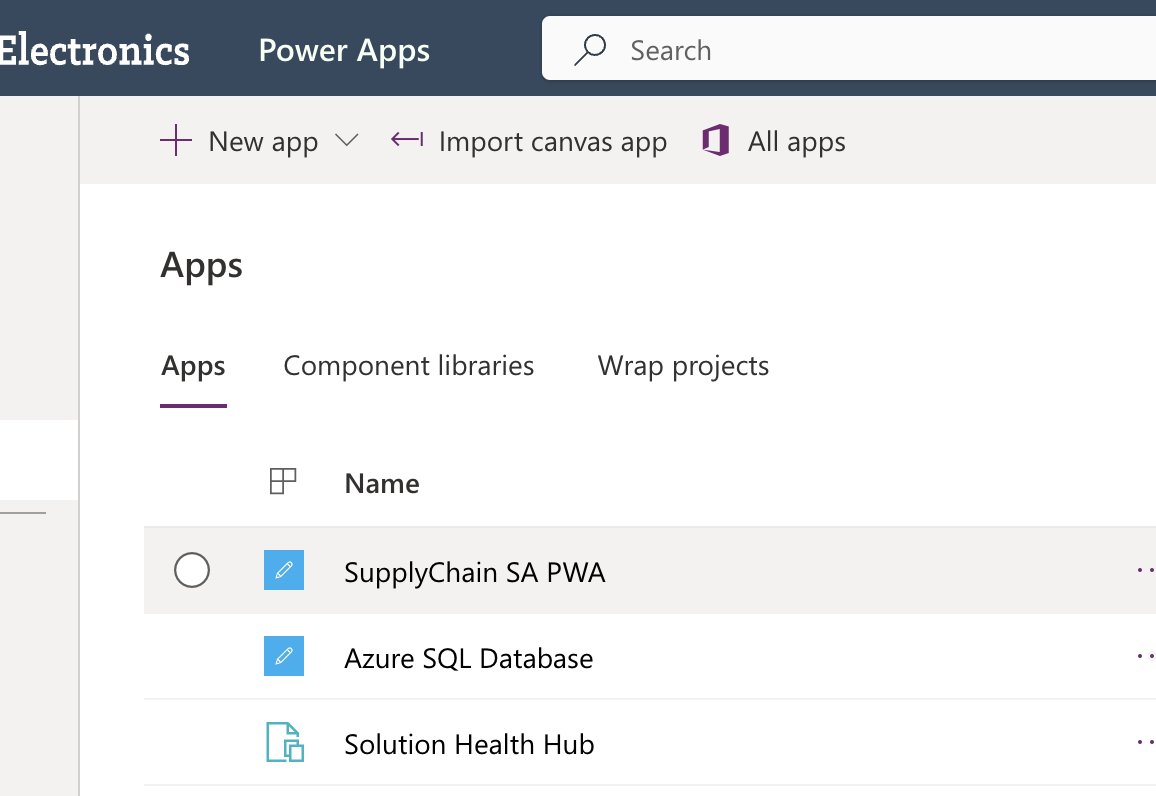 Electronics Power Apps Search
New app Import canvas app All apps
Apps
Apps Component libraries Wrap projects
Name
SupplyChain SA PWA
Azure SQL Database
Solution Health Hub